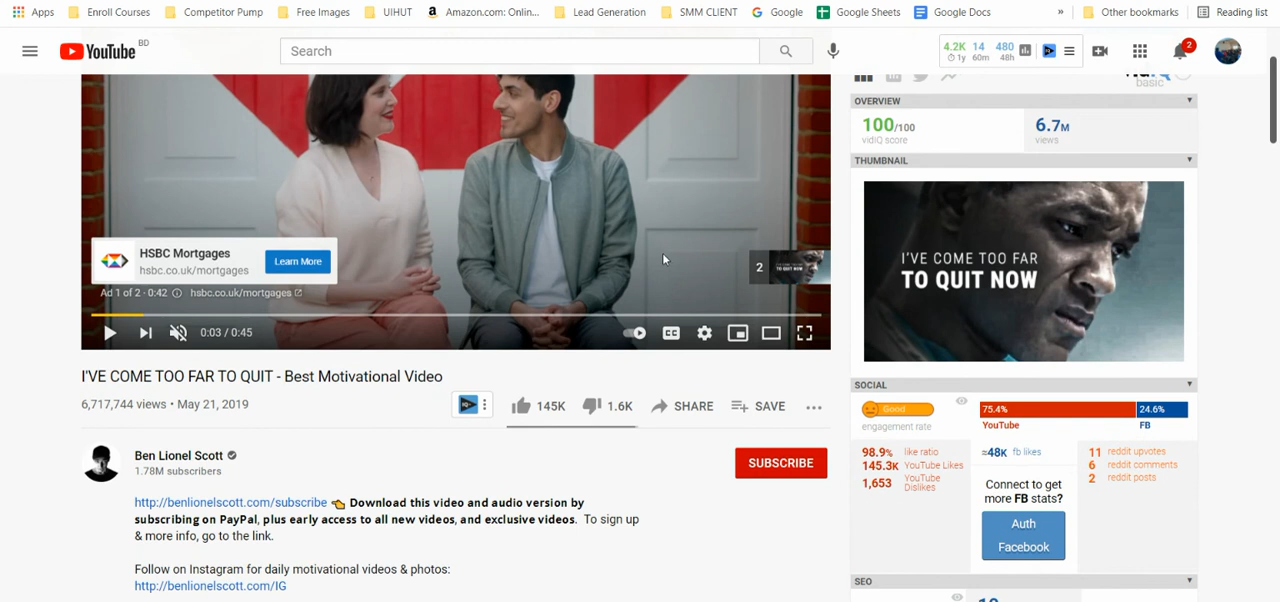 Apps Enroll Courses Competitor Pump Free Images UIHUT Amazon.com: Onlin... Lead Generation SMM CLIENT Google Google Sheets Google Docs » Other bookmarks Reading list
YouTube BD Search 4.2K 14 480 2
1y 60m 48h
basic
OVERVIEW
100/100 6.7M
vidIQ score views
THUMBNAIL
I'VE COME TOO FAR
TO QUIT NOW
HSBC Mortgages
hsbc.co.uk/mortgages
Learn More
2
Ad 1 of 2 · 0:42 hsbc.co.uk/mortgages
0:03 / 0:45 CC
I'VE COME TOO FAR TO QUIT - Best Motivational Video
6,717,744 views • May 21, 2019
145K 1.6K SHARE SAVE ...
Ben Lionel Scott
1.78M subscribers
SUBSCRIBE
http://benlionelscott.com/subscribe 👈 Download this video and audio version by
subscribing on PayPal, plus early access to all new videos, and exclusive videos. To sign up
& more info, go to the link.
Follow on Instagram for daily motivational videos & photos:
http://benlionelscott.com/IG
SOCIAL
Good 75.4% 24.6%
engagement rate YouTube FB
98.9% like ratio
145.3K YouTube Likes
1,653 YouTube
Dislikes
≈48K fb likes
Connect to get
more FB stats?
Auth
Facebook
11 reddit upvotes
6 reddit comments
2 reddit posts
SEO